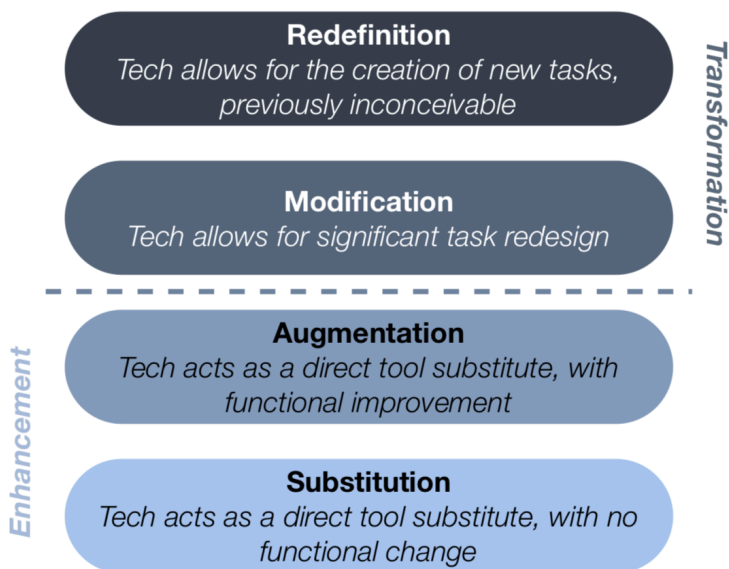 Redefinition
Tech allows for the creation of new tasks,
previously inconceivable
Transformation
Modification
Tech allows for significant task redesign
Augmentation
Tech acts as a direct tool substitute, with
functional improvement
Enhancement
Substitution
Tech acts as a direct tool substitute, with no
functional change